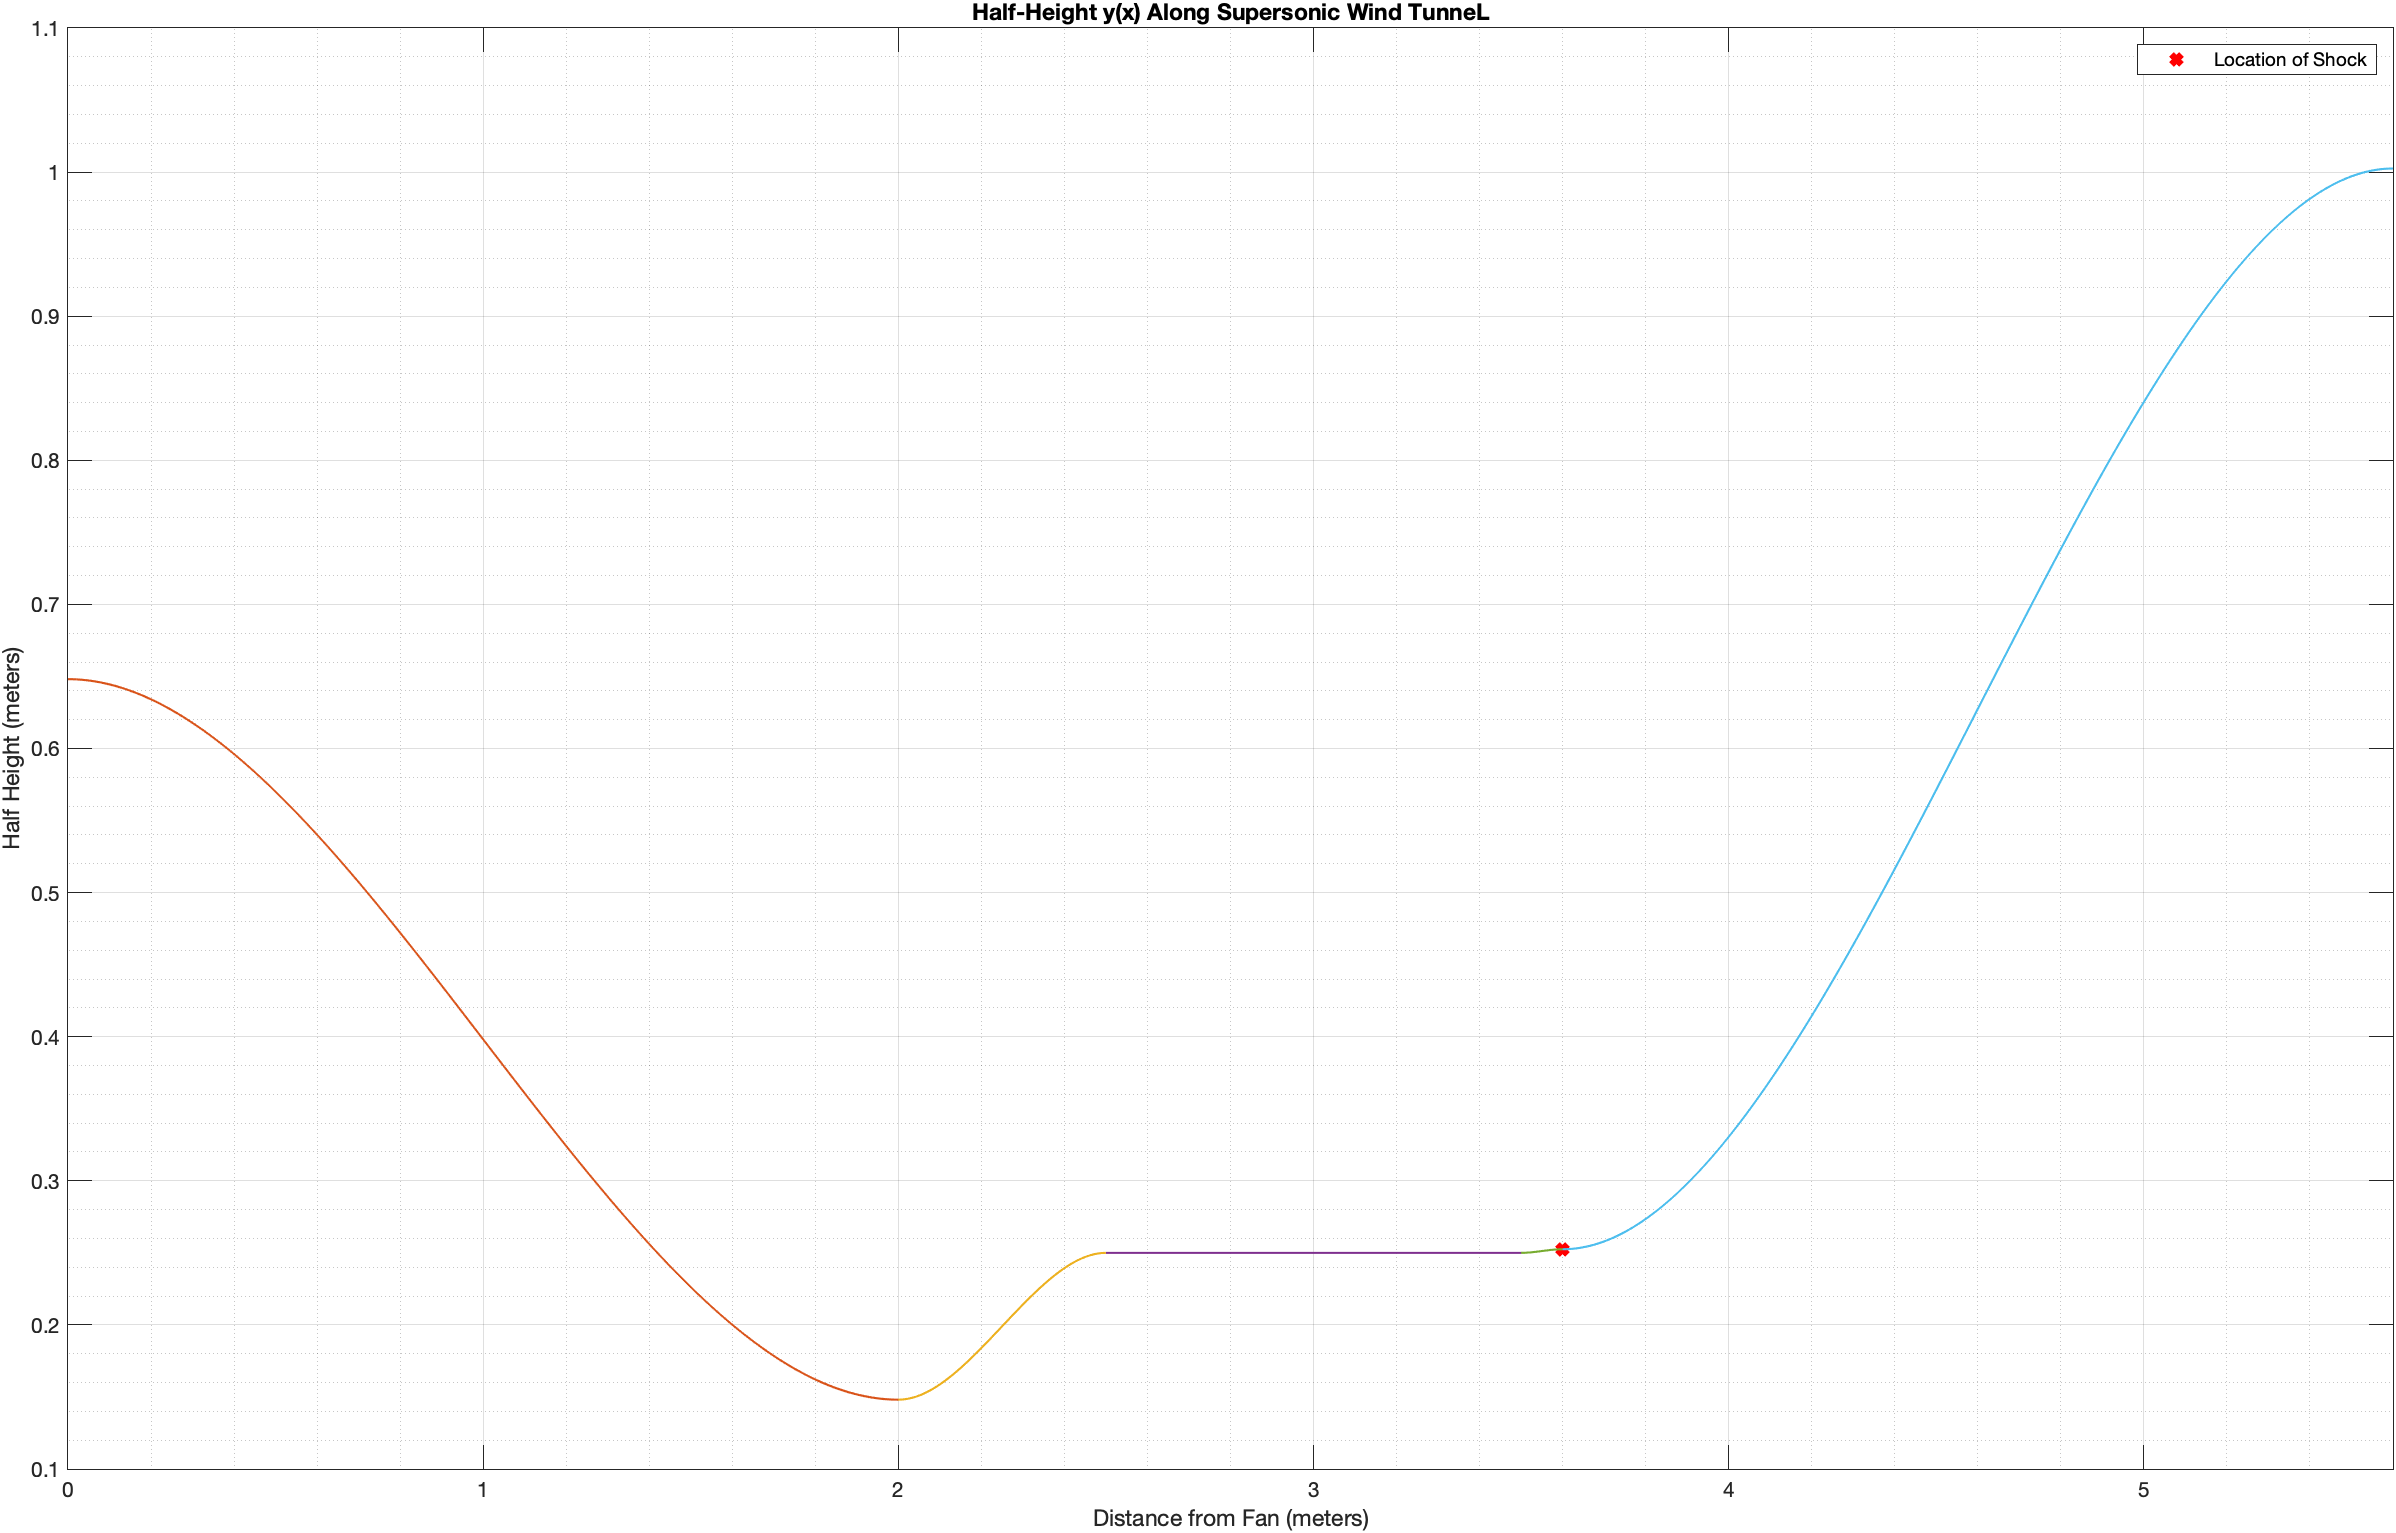 Half-Height y(x) Along Supersonic Wind TunneL
Location of Shock
Half Height (meters)
1.1
1
0.9
0.8
0.7
0.6
0.5
0.4
0.3
0.2
0.1
0 1 2 3 4 5
Distance from Fan (meters)